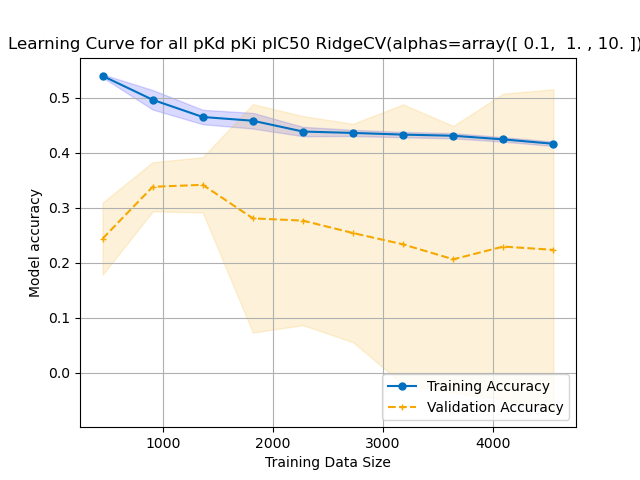 Learning Curve for all pKd pKi pIC50 RidgeCV(alphas=array([ 0.1,  1. , 10. ])
0.5
0.4
0.3
0.2
0.1
0.0
Model accuracy
Training Accuracy
Validation Accuracy
1000 2000 3000 4000
Training Data Size